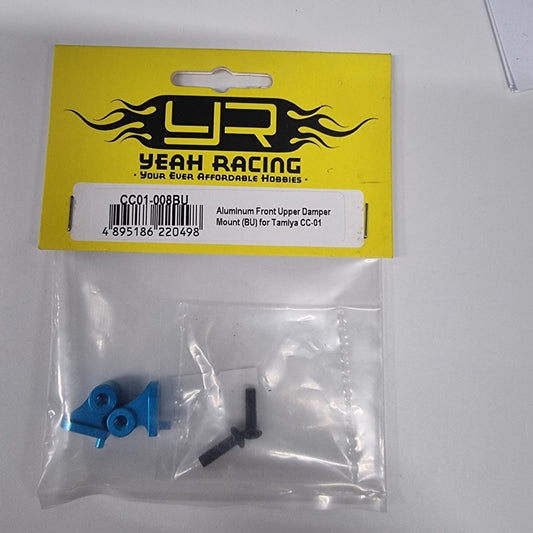 YR
YEAH RACING
· YOUR EVER AFFORDABLE HOBBIES ·
CC01-008BU
4 895186 220498
Aluminum Front Upper Damper
Mount (BU) for Tamiya CC-01